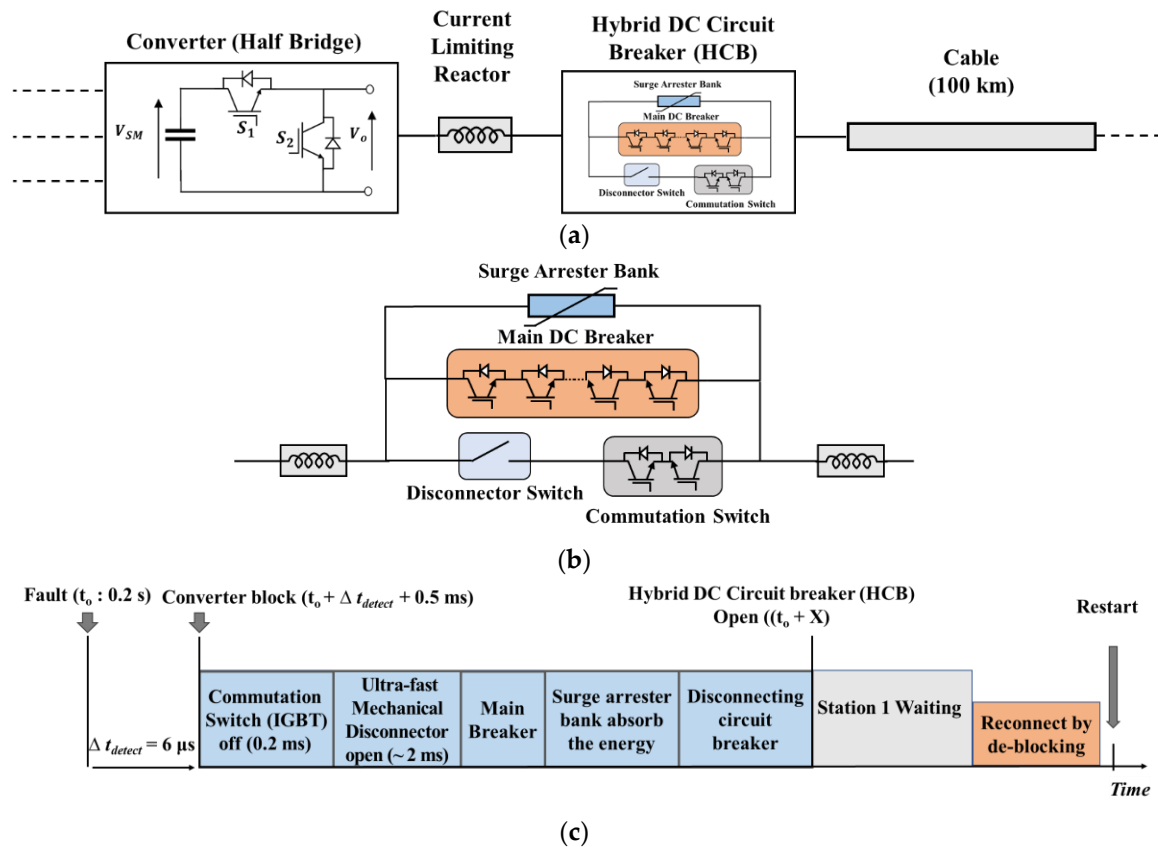 Converter (Half Bridge)
Current
Limiting
Reactor
Hybrid DC Circuit
Breaker (HCB)
Cable
(100 km)
V_SM
S_1
S_2
V_o
Surge Arrester Bank
Main DC Breaker
Disconnector Switch
Commutation Switch
(a)
Surge Arrester Bank
Main DC Breaker
Disconnector Switch
Commutation Switch
(b)
Fault (t_o : 0.2 s)
Converter block (t_o + Δ t_detect + 0.5 ms)
Hybrid DC Circuit breaker (HCB)
Open ((t_o + X)
Restart
Δ t_detect = 6 μs
Commutation
Switch (IGBT)
off (0.2 ms)
Ultra-fast
Mechanical
Disconnector
open (~ 2 ms)
Main
Breaker
Surge arrester
bank absorb
the energy
Disconnecting
circuit
breaker
Station 1 Waiting
Reconnect by
de-blocking
Time
(c)